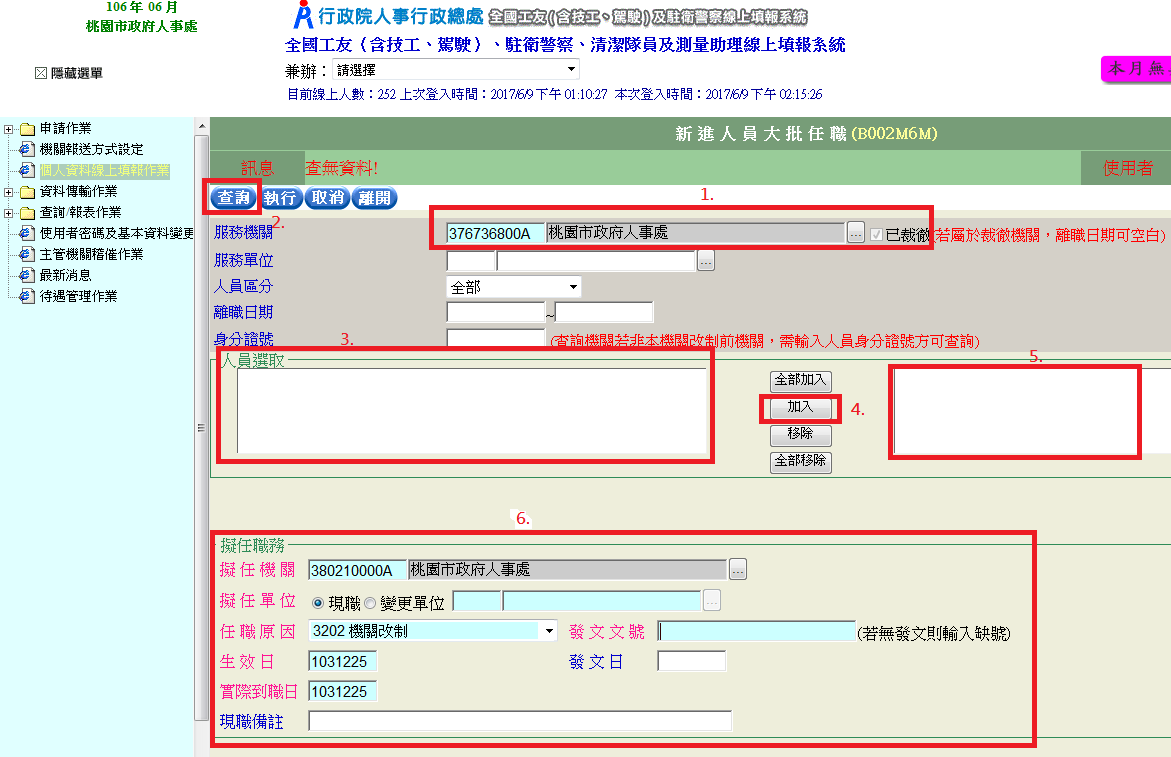 106 年 06 月
桃園市政府人事處
隱藏選單
行政院人事行政總處 全國工友(含技工、駕駛)及駐衛警察線上填報系統
全國工友（含技工、駕駛）、駐衛警察、清潔隊員及測量助理線上填報系統
兼辦： 請選擇
目前線上人數：252 上次登入時間：2017/6/9 下午 01:10:27 本次登入時間：2017/6/9 下午 02:15:26
本月無
申請作業
機關報送方式設定
個人資料線上填報作業
資料傳輸作業
查詢/報表作業
使用者密碼及基本資料變更
主管機關稽催作業
最新消息
待遇管理作業
新進人員大批任職(B002M6M)
訊息 查無資料! 使用者
查詢 執行 取消 離開
1.
2.
服務機關 376736800A 桃園市政府人事處 ... 已裁撤(若屬於裁撤機關，離職日期可空白)
服務單位 ...
人員區分 全部
離職日期 ~
身分證號 (查詢機關若非本機關改制前機關，需輸入人員身分證號方可查詢)
3.
5.
人員選取
全部加入
加入
4.
移除
全部移除
6.
擬任職務
擬任機關 380210000A 桃園市政府人事處 ...
擬任單位 現職 變更單位 ...
任職原因 3202 機關改制 發文文號 (若無發文則輸入缺號)
生效日 1031225 發文日
實際到職日 1031225
現職備註